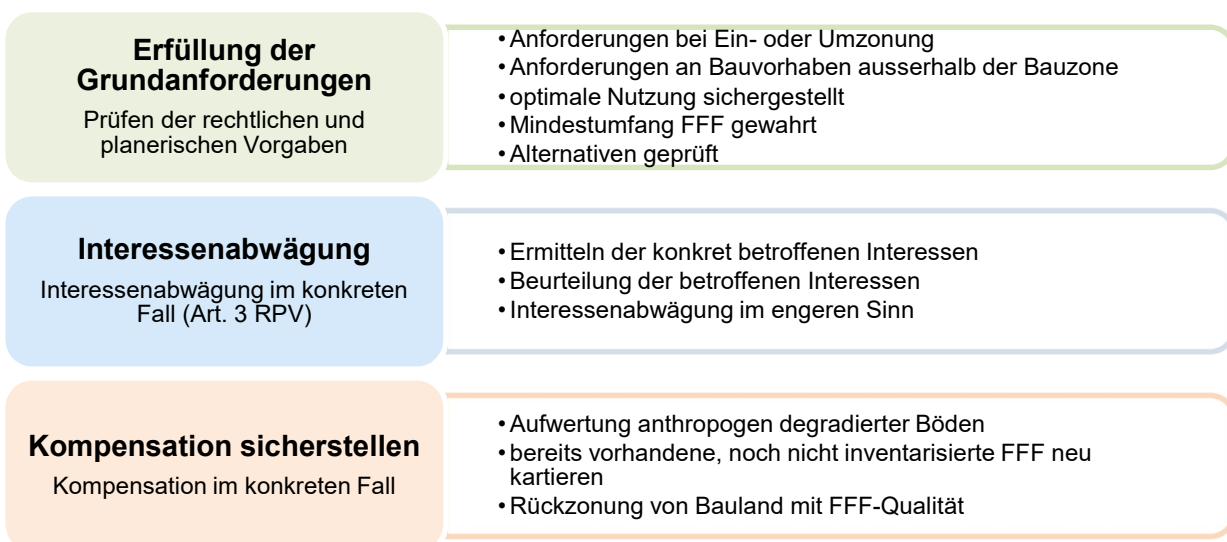 Erfüllung der
Grundanforderungen
Prüfen der rechtlichen und
planerischen Vorgaben
• Anforderungen bei Ein- oder Umzonung
• Anforderungen an Bauvorhaben ausserhalb der Bauzone
• optimale Nutzung sichergestellt
• Mindestumfang FFF gewahrt
• Alternativen geprüft
Interessenabwägung
Interessenabwägung im konkreten
Fall (Art. 3 RPV)
• Ermitteln der konkret betroffenen Interessen
• Beurteilung der betroffenen Interessen
• Interessenabwägung im engeren Sinn
Kompensation sicherstellen
Kompensation im konkreten Fall
• Aufwertung anthropogen degradierter Böden
• bereits vorhandene, noch nicht inventarisierte FFF neu
kartieren
• Rückzonung von Bauland mit FFF-Qualität